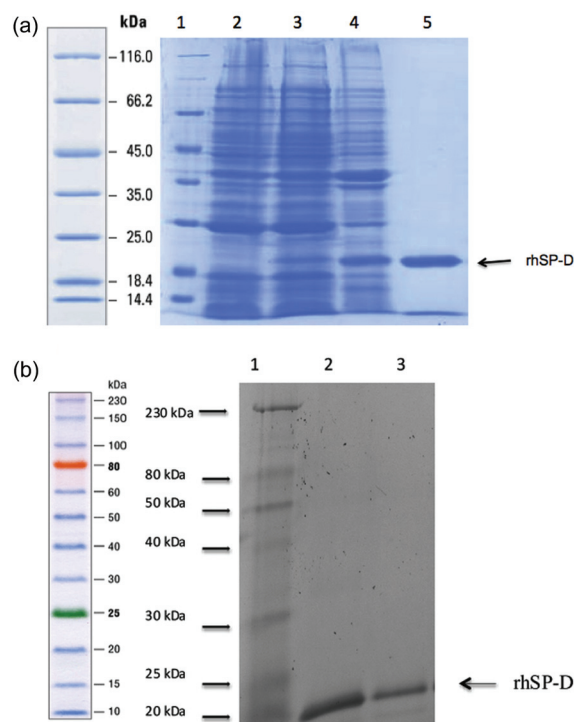 (a)
kDa 1 2 3 4 5
116.0
66.2
45.0
35.0
25.0
18.4
14.4
rhSP-D
(b)
kDa
230
150
100
80
60
50
40
30
25
20
15
10
1 2 3
230 kDa
80 kDa
50 kDa
40 kDa
30 kDa
25 kDa
20 kDa
rhSP-D